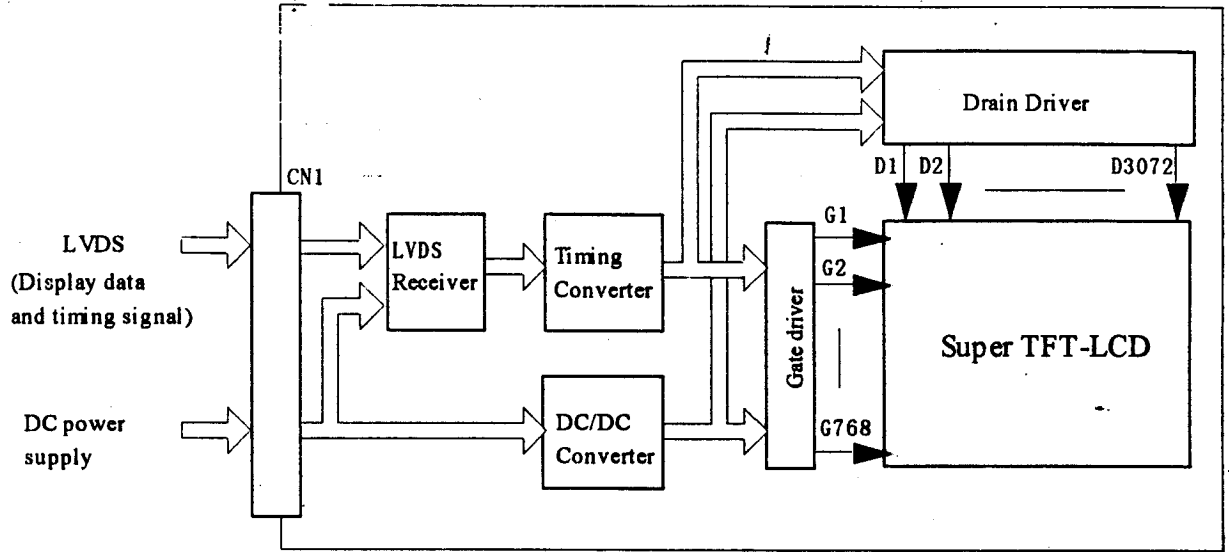 CN1
LVDS
(Display data
and timing signal)
DC power
supply
LVDS
Receiver
Timing
Converter
DC/DC
Converter
Gate driver
Drain Driver
D1
D2
D3072
G1
G2
G768
Super TFT-LCD